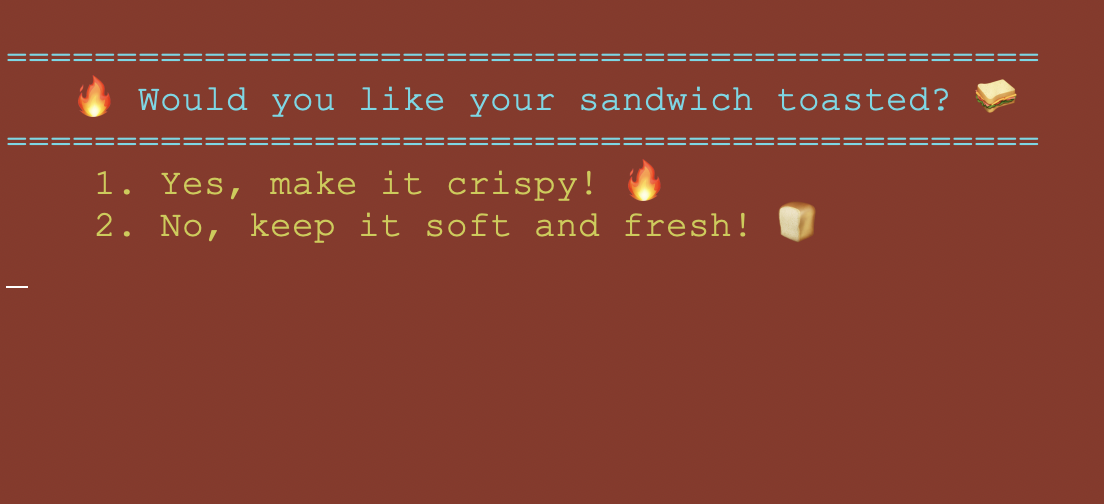 ===============================================
🔥 Would you like your sandwich toasted? 🥪
===============================================
1. Yes, make it crispy! 🔥
2. No, keep it soft and fresh! 🍞
_